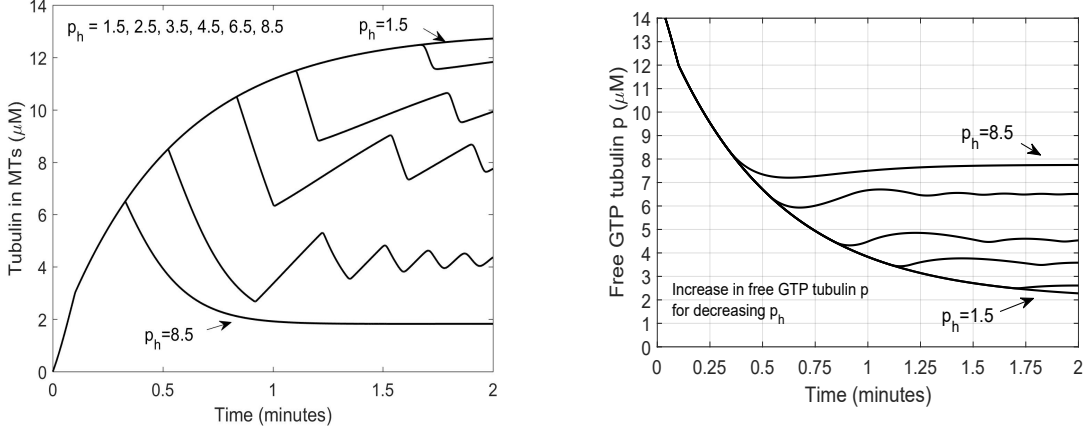 14
12
10
8
6
4
2
0
Tubulin in MTs (μM)
p_h = 1.5, 2.5, 3.5, 4.5, 6.5, 8.5
p_h=1.5
p_h=8.5
0 0.5 1 1.5 2
Time (minutes)
14
13
12
11
10
9
8
7
6
5
4
3
2
1
0
Free GTP tubulin p (μM)
p_h=8.5
Increase in free GTP tubulin p
for decreasing p_h
p_h=1.5
0 0.25 0.5 0.75 1 1.25 1.5 1.75 2
Time (minutes)